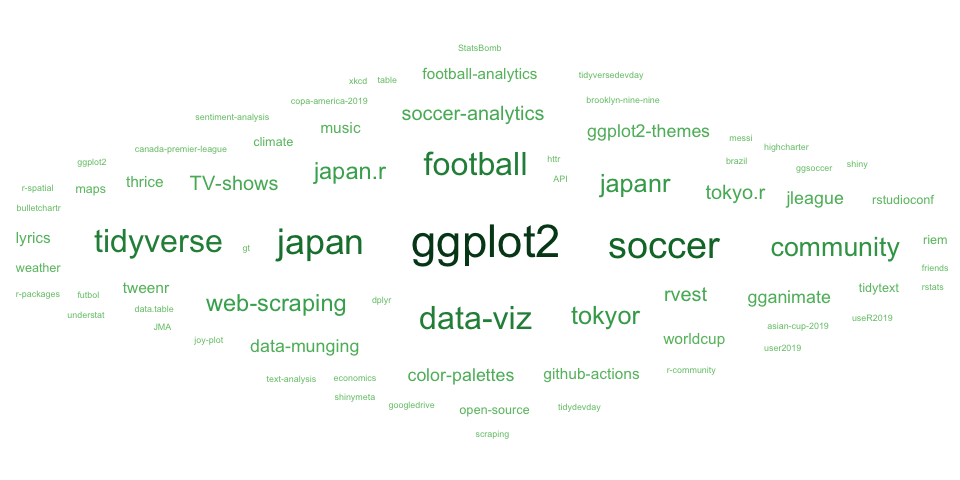 StatsBomb
football-analytics tidyversedevday
xkcd table
copa-america-2019 brooklyn-nine-nine
sentiment-analysis soccer-analytics
music ggplot2-themes
canada-premier-league climate messi
highcharter
ggplot2 japan.r football httr brazil
ggsoccer shiny
r-spatial maps thrice TV-shows API japanr tokyo.r jleague rstudioconf
bulletchartr
lyrics tidyverse gt japan ggplot2 soccer community riem
weather friends
r-packages futbol tweenr rvest gganimate tidytext rstats
data.table web-scraping dplyr
understat data-viz tokyor useR2019
JMA asian-cup-2019
joy-plot data-munging worldcup user2019
text-analysis economics color-palettes github-actions r-community
shinymeta
googledrive open-source tidydevday
scraping